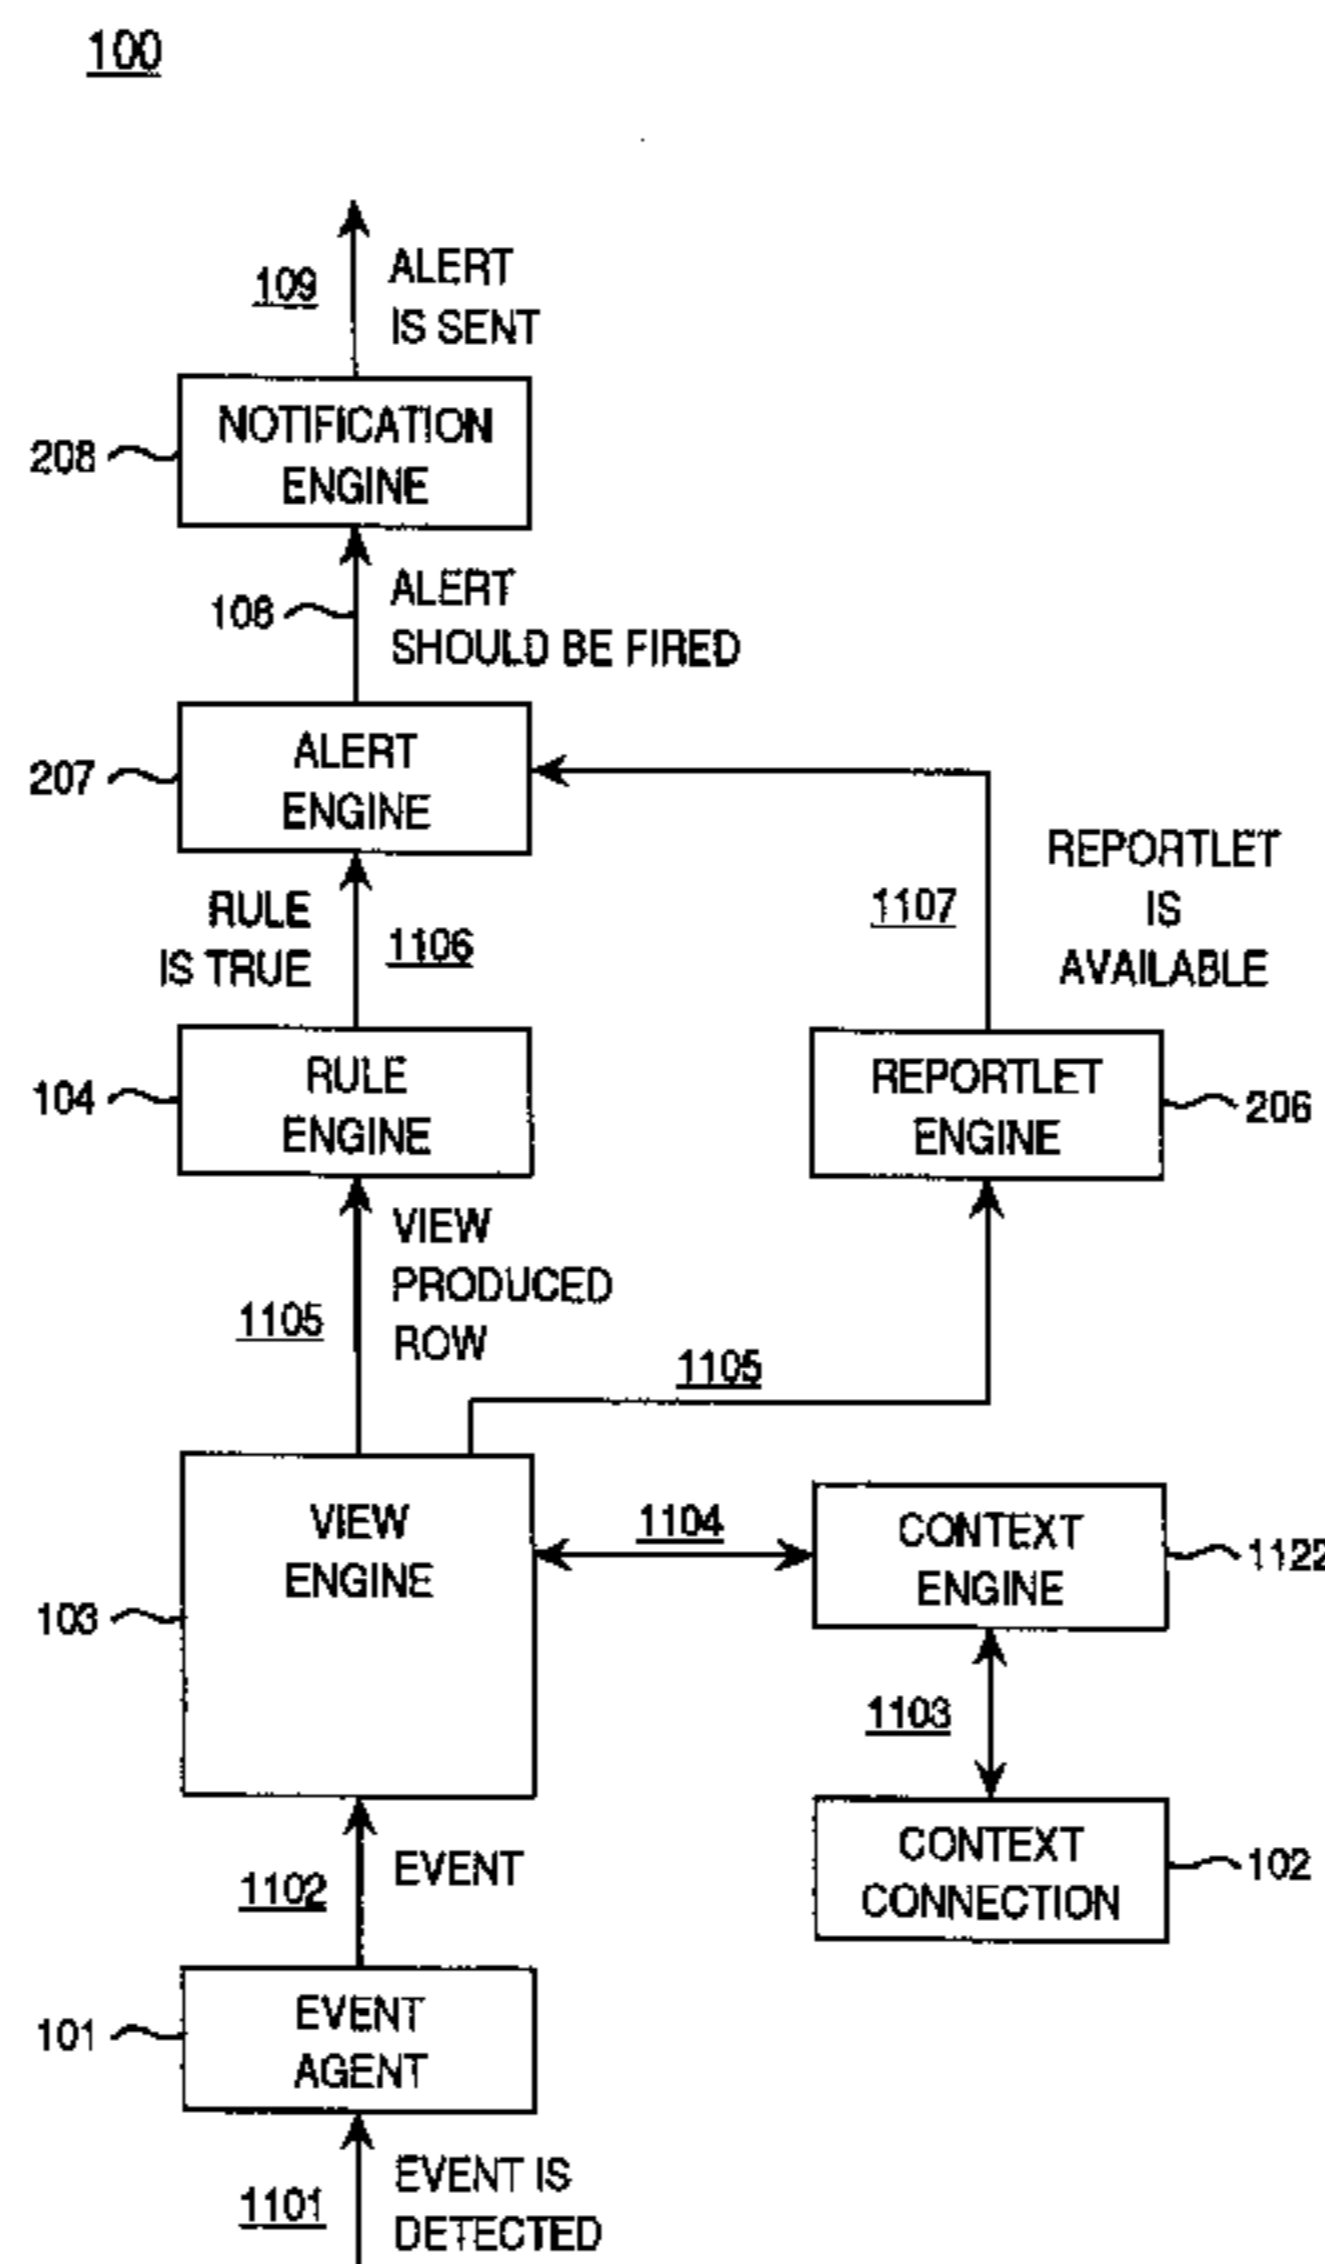 100
109
ALERT
IS SENT
208
NOTIFICATION
ENGINE
108
ALERT
SHOULD BE FIRED
207
ALERT
ENGINE
RULE
IS TRUE
1106
1107
REPORTLET
IS
AVAILABLE
104
RULE
ENGINE
REPORTLET
ENGINE
206
1105
VIEW
PRODUCED
ROW
1105
103
VIEW
ENGINE
1104
CONTEXT
ENGINE
1122
1103
1102
EVENT
CONTEXT
CONNECTION
102
101
EVENT
AGENT
1101
EVENT IS
DETECTED